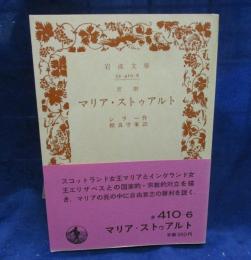 岩波文庫
32-410-6
悲劇
マリア・ストゥアルト
シラー作
相良守峯訳
スコットランド女王マリアとイングランド女
王エリザベスとの国家的・宗教的対立を描
き、マリアの死の中に自由意志の勝利を説く。
赤 410-6
マリア・ストゥアルト